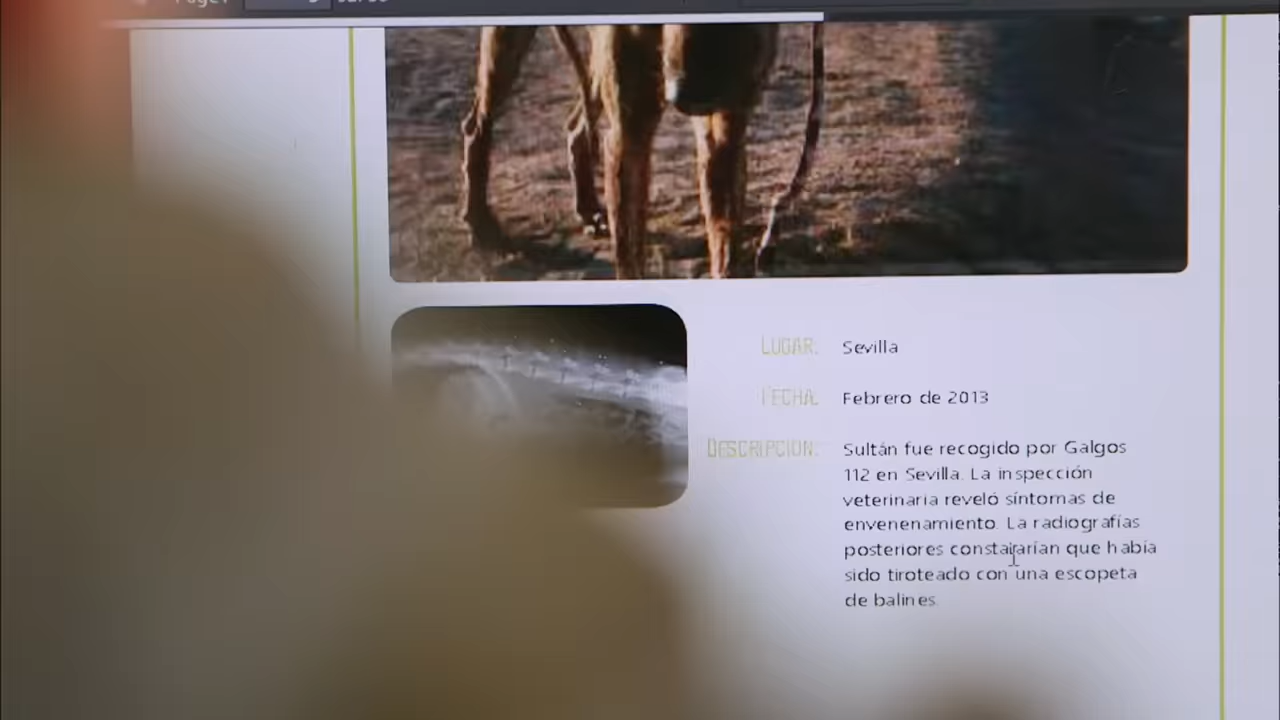 LUGAR: Sevilla
FECHA: Febrero de 2013
DESCRIPCION: Sultán fue recogido por Galgos
112 en Sevilla. La inspección
veterinaria reveló síntomas de
envenenamiento. La radiografías
posteriores constatarían que había
sido tiroteado con una escopeta
de balines.